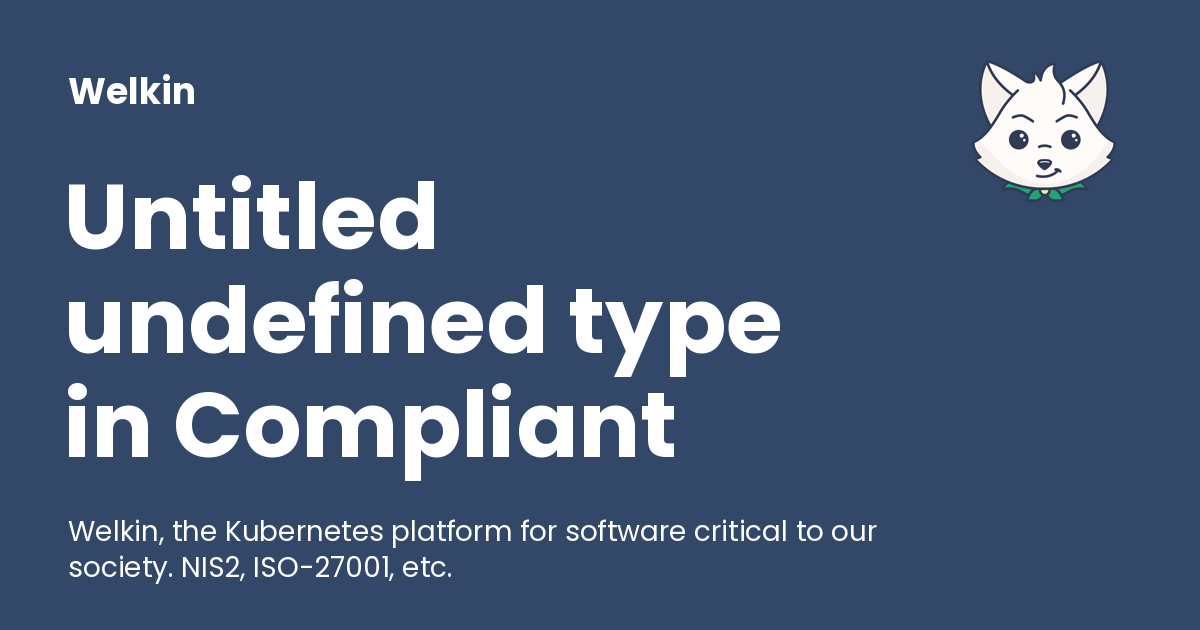 Welkin
Untitled
undefined type
in Compliant
Welkin, the Kubernetes platform for software critical to our
society. NIS2, ISO-27001, etc.